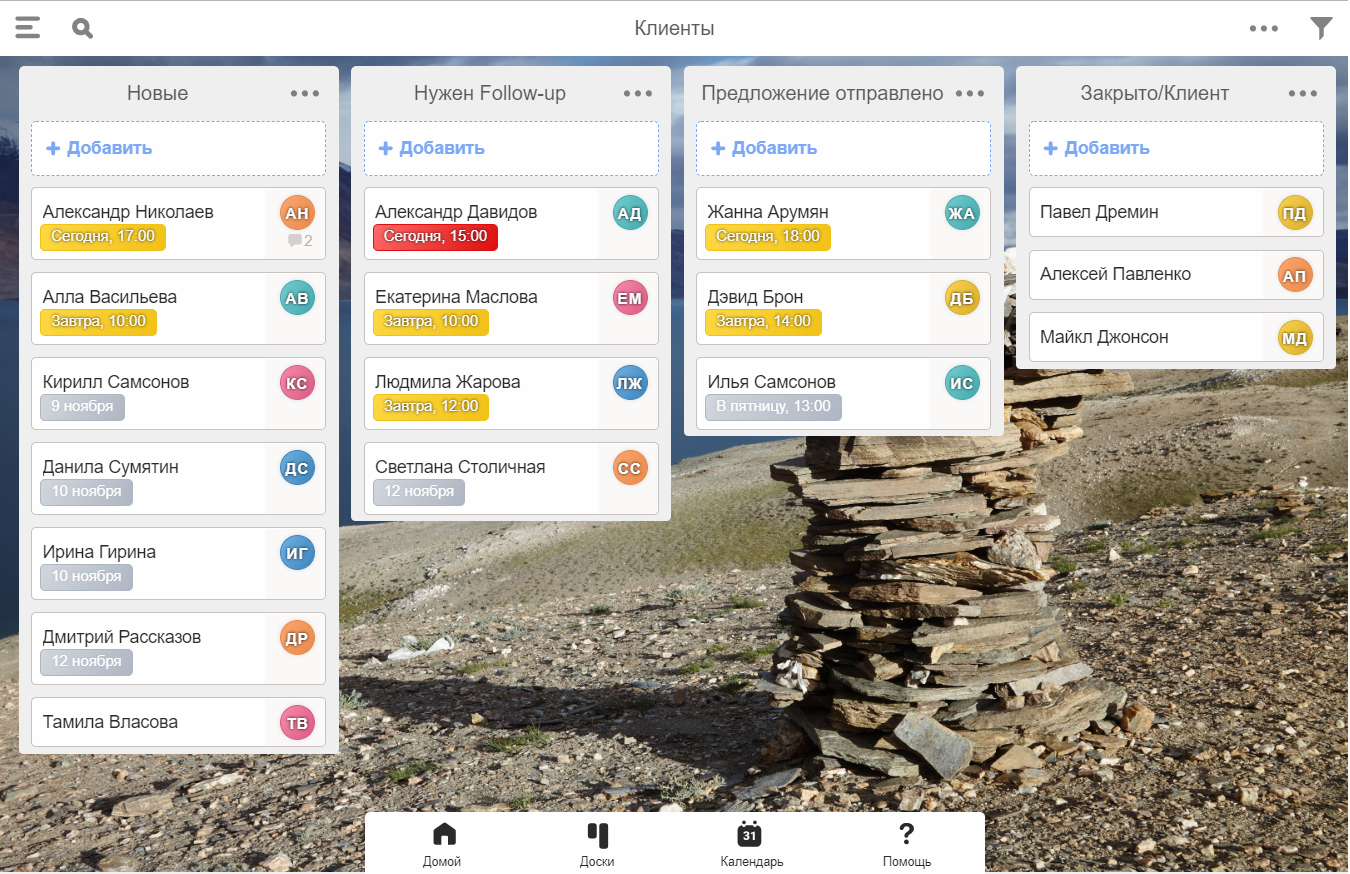 Клиенты
Новые
+ Добавить
Александр Николаев
АН
Сегодня, 17:00
2
Алла Васильева
АВ
Завтра, 10:00
Кирилл Самсонов
КС
9 ноября
Данила Сумятин
ДС
10 ноября
Ирина Гирина
ИГ
10 ноября
Дмитрий Рассказов
ДР
12 ноября
Тамила Власова
ТВ
Нужен Follow-up
+ Добавить
Александр Давидов
АД
Сегодня, 15:00
Екатерина Маслова
ЕМ
Завтра, 10:00
Людмила Жарова
ЛЖ
Завтра, 12:00
Светлана Столичная
СС
12 ноября
Предложение отправлено
+ Добавить
Жанна Арумян
ЖА
Сегодня, 18:00
Дэвид Брон
ДБ
Завтра, 14:00
Илья Самсонов
ИС
В пятницу, 13:00
Закрыто/Клиент
+ Добавить
Павел Дремин
ПД
Алексей Павленко
АП
Майкл Джонсон
МД
Домой
Доски
31
Календарь
?
Помощь